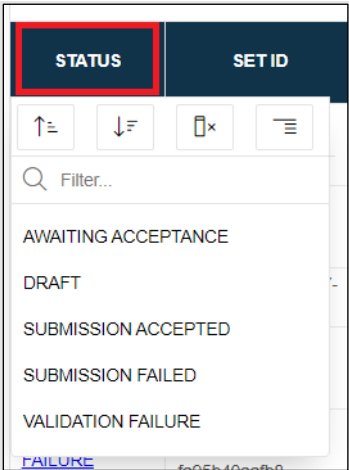 STATUS SET ID
Filter...
AWAITING ACCEPTANCE
DRAFT
SUBMISSION ACCEPTED
SUBMISSION FAILED
VALIDATION FAILURE
FAILURE